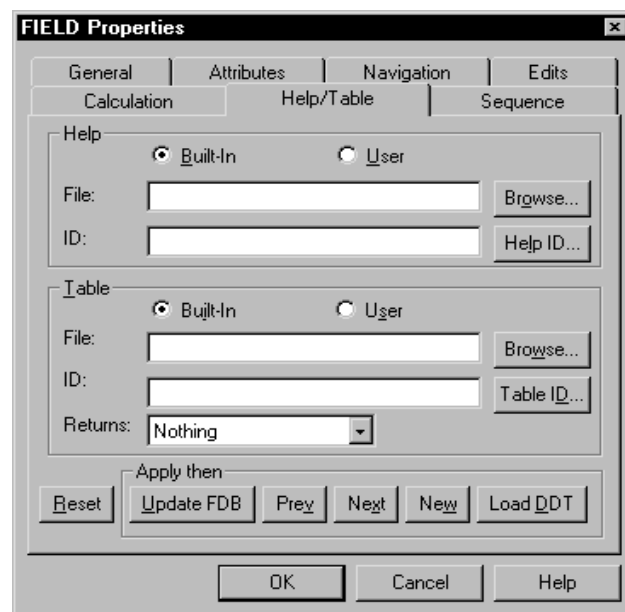 FIELD Properties
General Attributes Navigation Edits
Calculation Help/Table Sequence
Help
Built-In User
File: Browse...
ID: Help ID...
Table
Built-In User
File: Browse...
ID: Table ID...
Returns: Nothing
Apply then
Reset Update FDB Prev Next New Load DDT
OK Cancel Help